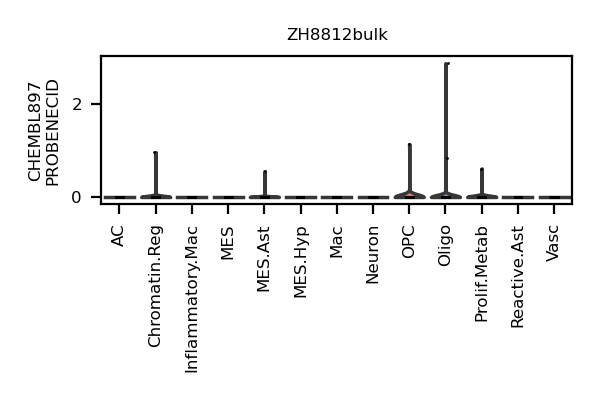 ZH8812bulk
CHEMBL897
PROBENECID
2
0
AC
Chromatin.Reg
Inflammatory.Mac
MES
MES.Ast
MES.Hyp
Mac
Neuron
OPC
Oligo
Prolif.Metab
Reactive.Ast
Vasc